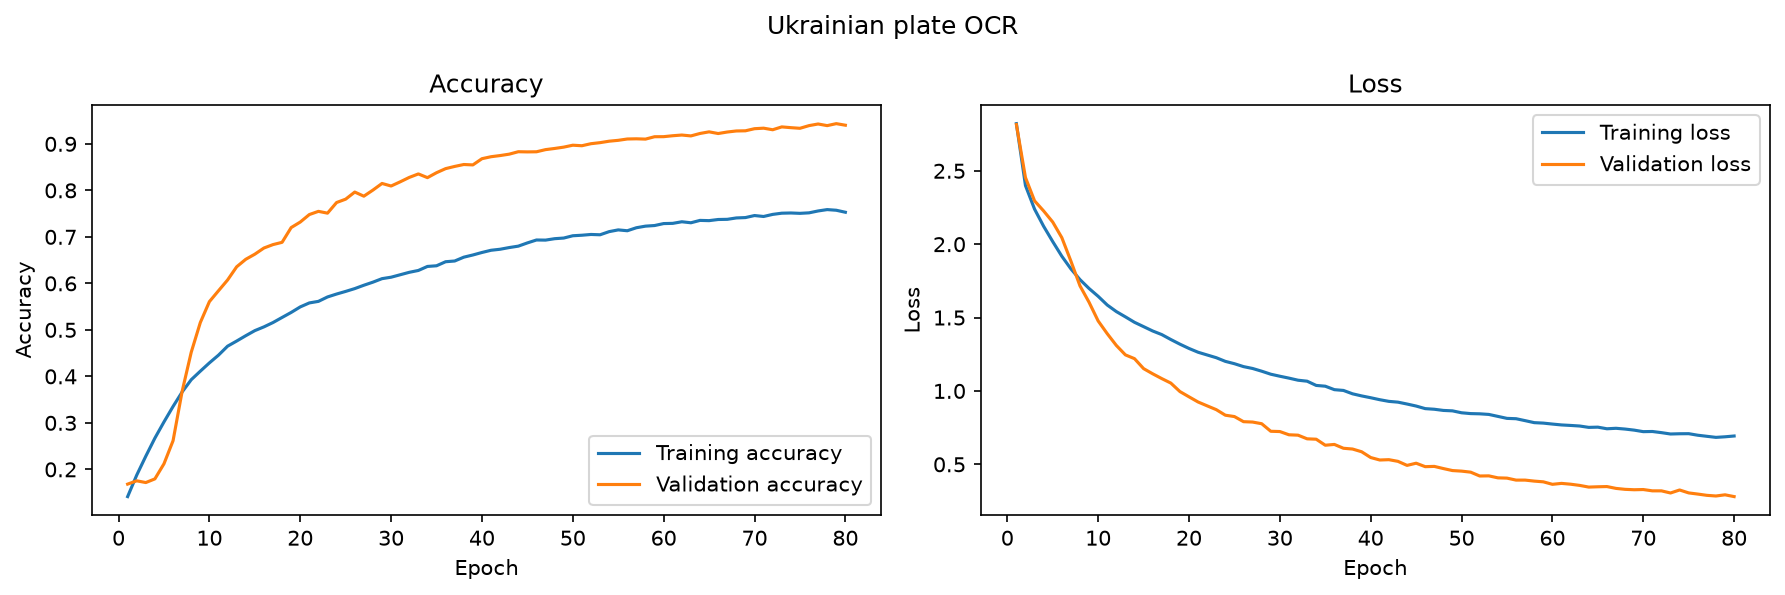 Ukrainian plate OCR
Accuracy
Accuracy
0.9
0.8
0.7
0.6
0.5
0.4
0.3
0.2
Training accuracy
Validation accuracy
0 10 20 30 40 50 60 70 80
Epoch
Loss
Loss
2.5
2.0
1.5
1.0
0.5
Training loss
Validation loss
0 10 20 30 40 50 60 70 80
Epoch